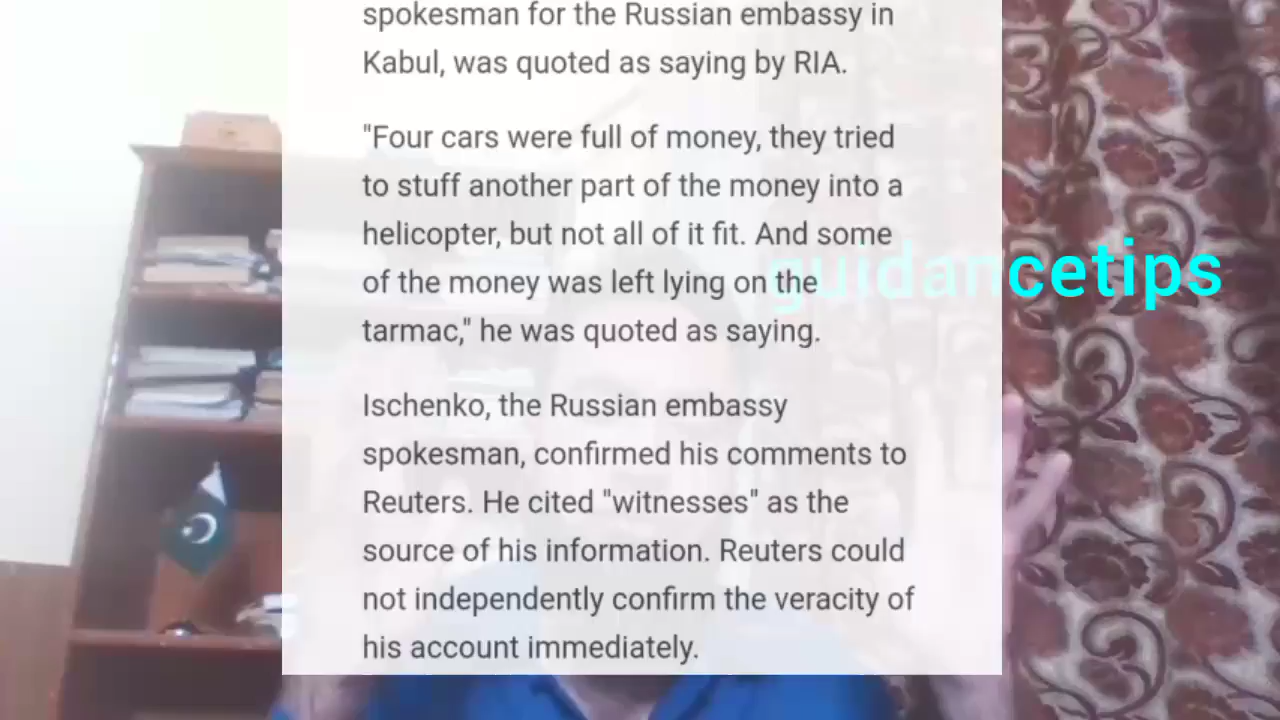 spokesman for the Russian embassy in
Kabul, was quoted as saying by RIA.
"Four cars were full of money, they tried
to stuff another part of the money into a
helicopter, but not all of it fit. And some
of the money was left lying on the
tarmac," he was quoted as saying.
Ischenko, the Russian embassy
spokesman, confirmed his comments to
Reuters. He cited "witnesses" as the
source of his information. Reuters could
not independently confirm the veracity of
his account immediately.
guidancetips